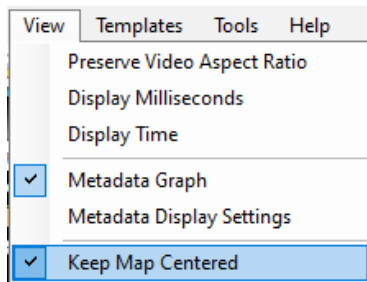 View Templates Tools Help
Preserve Video Aspect Ratio
Display Milliseconds
Display Time
Metadata Graph
Metadata Display Settings
Keep Map Centered